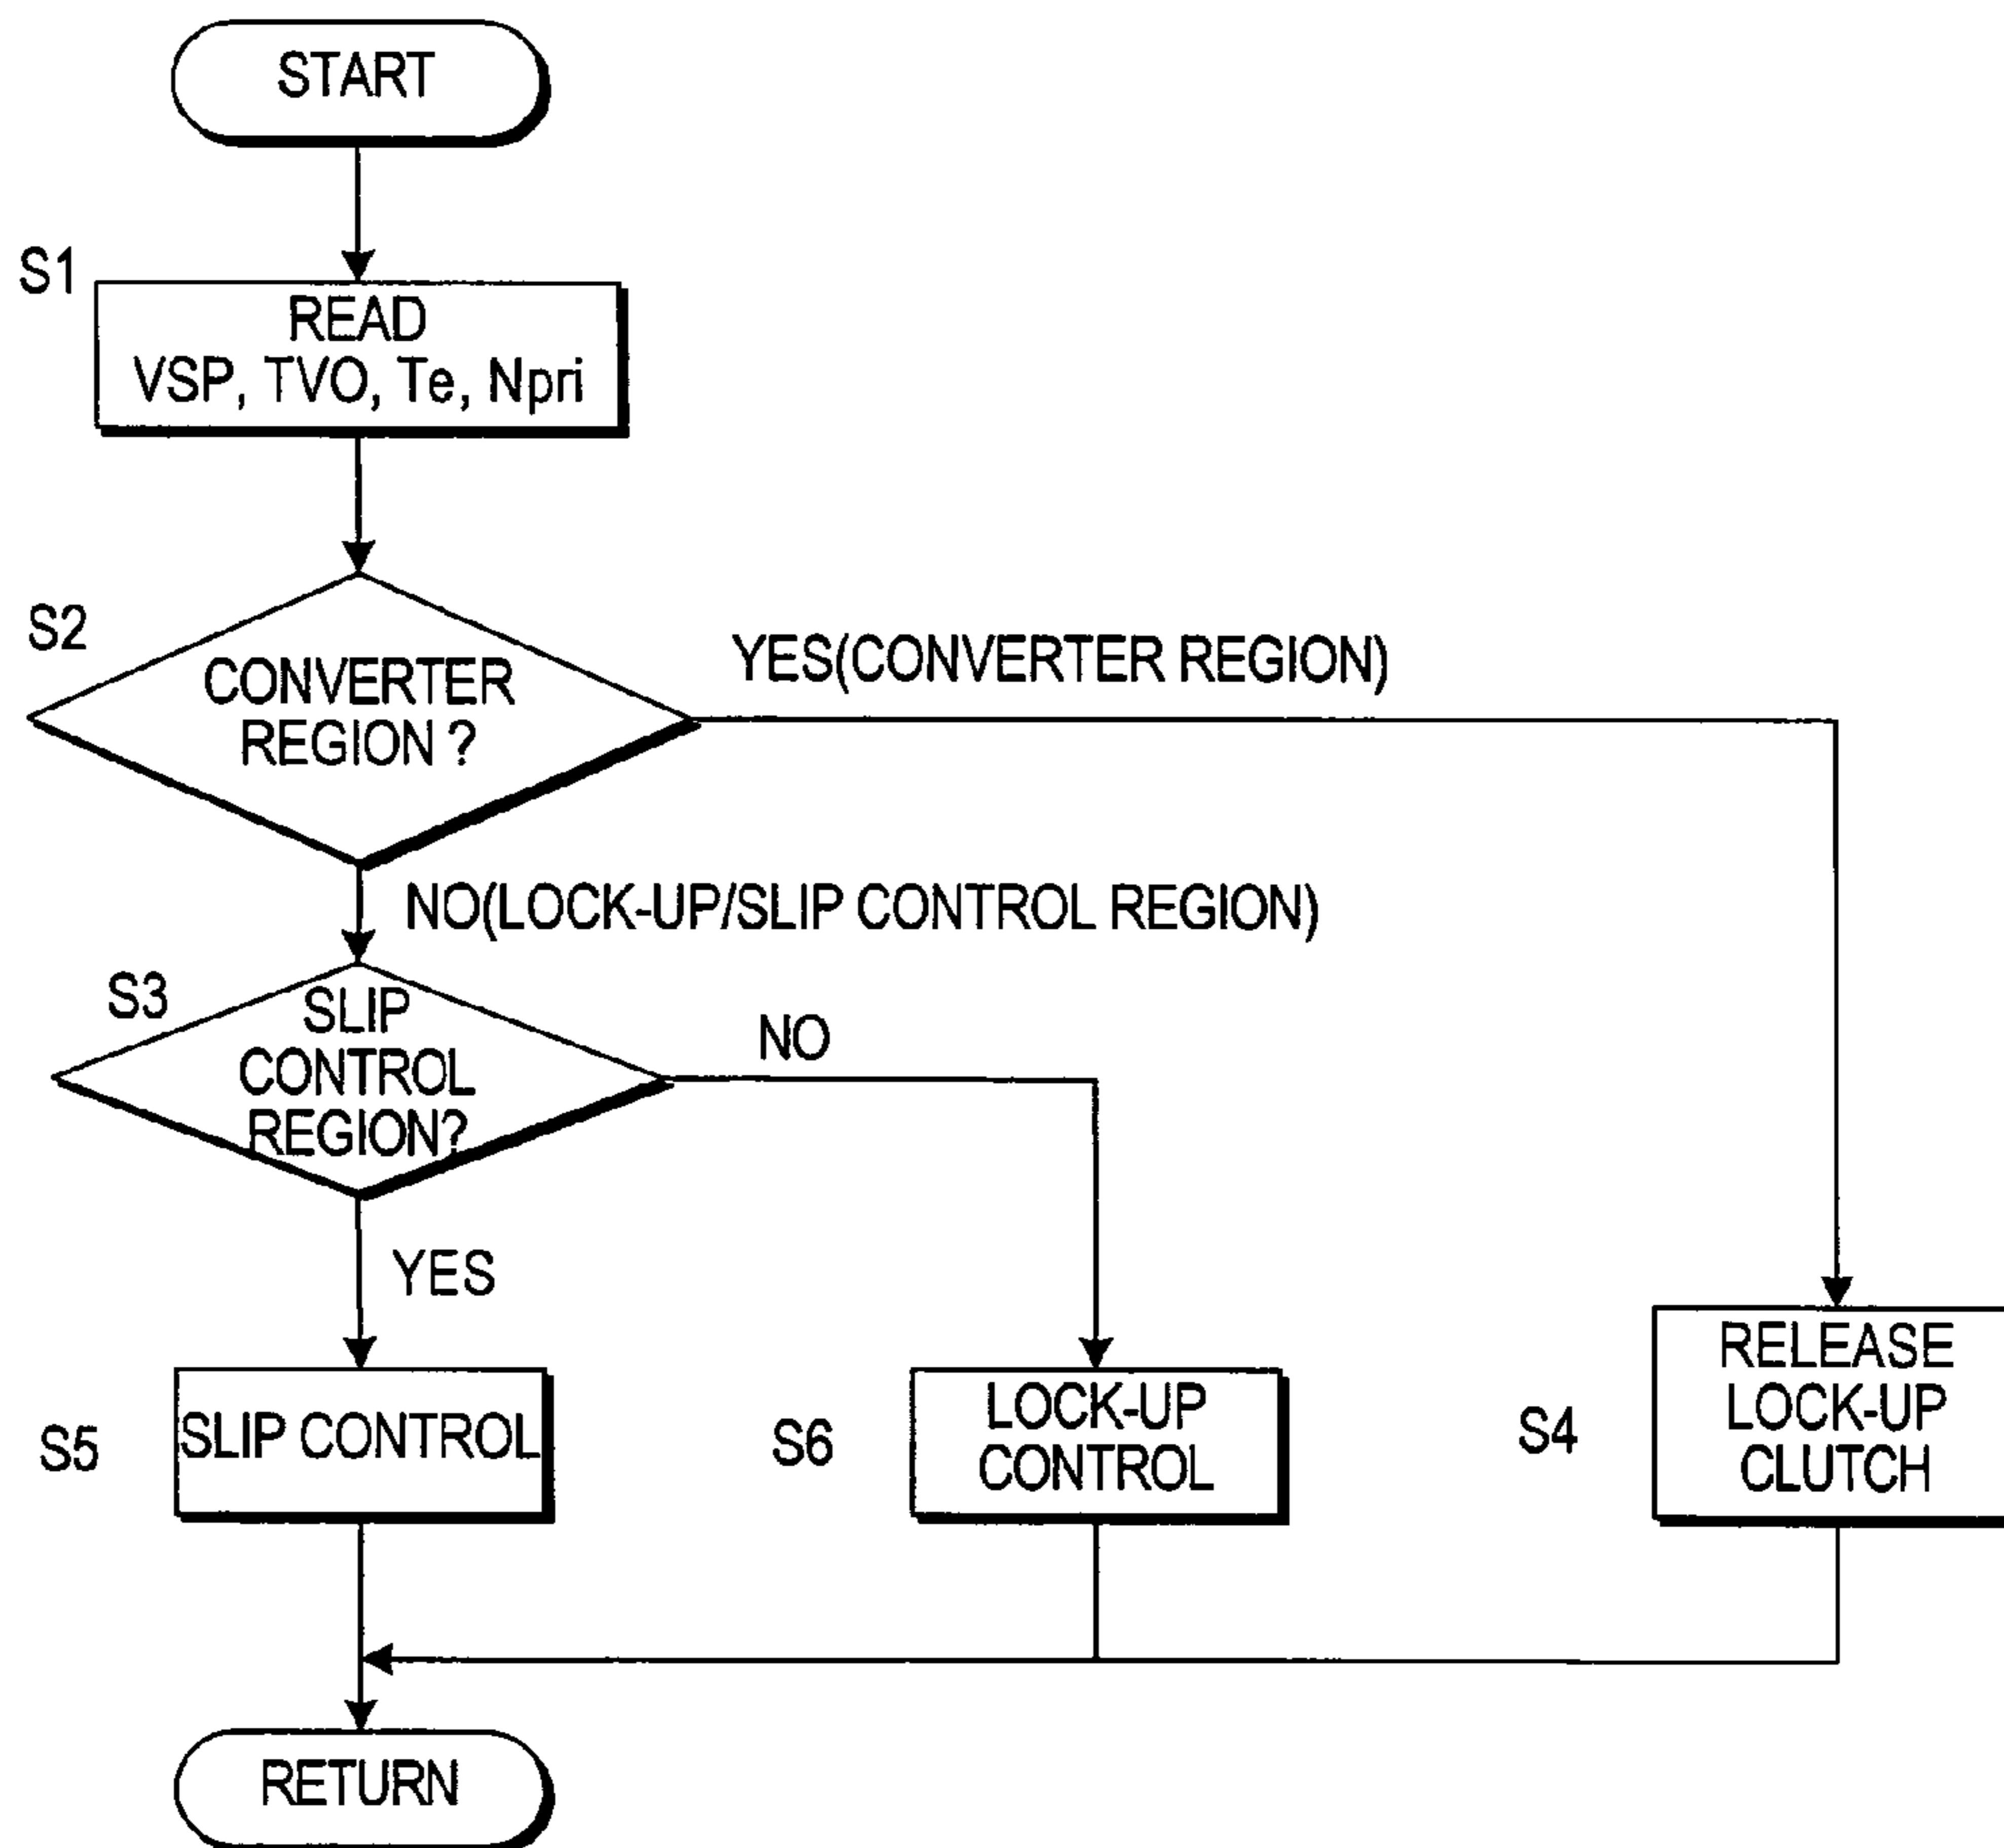 START
S1
READ
VSP, TVO, Te, Npri
S2
CONVERTER
REGION ?
YES(CONVERTER REGION)
NO(LOCK-UP/SLIP CONTROL REGION)
S3
SLIP
CONTROL
REGION?
NO
YES
S5
SLIP CONTROL
S6
LOCK-UP
CONTROL
S4
RELEASE
LOCK-UP
CLUTCH
RETURN